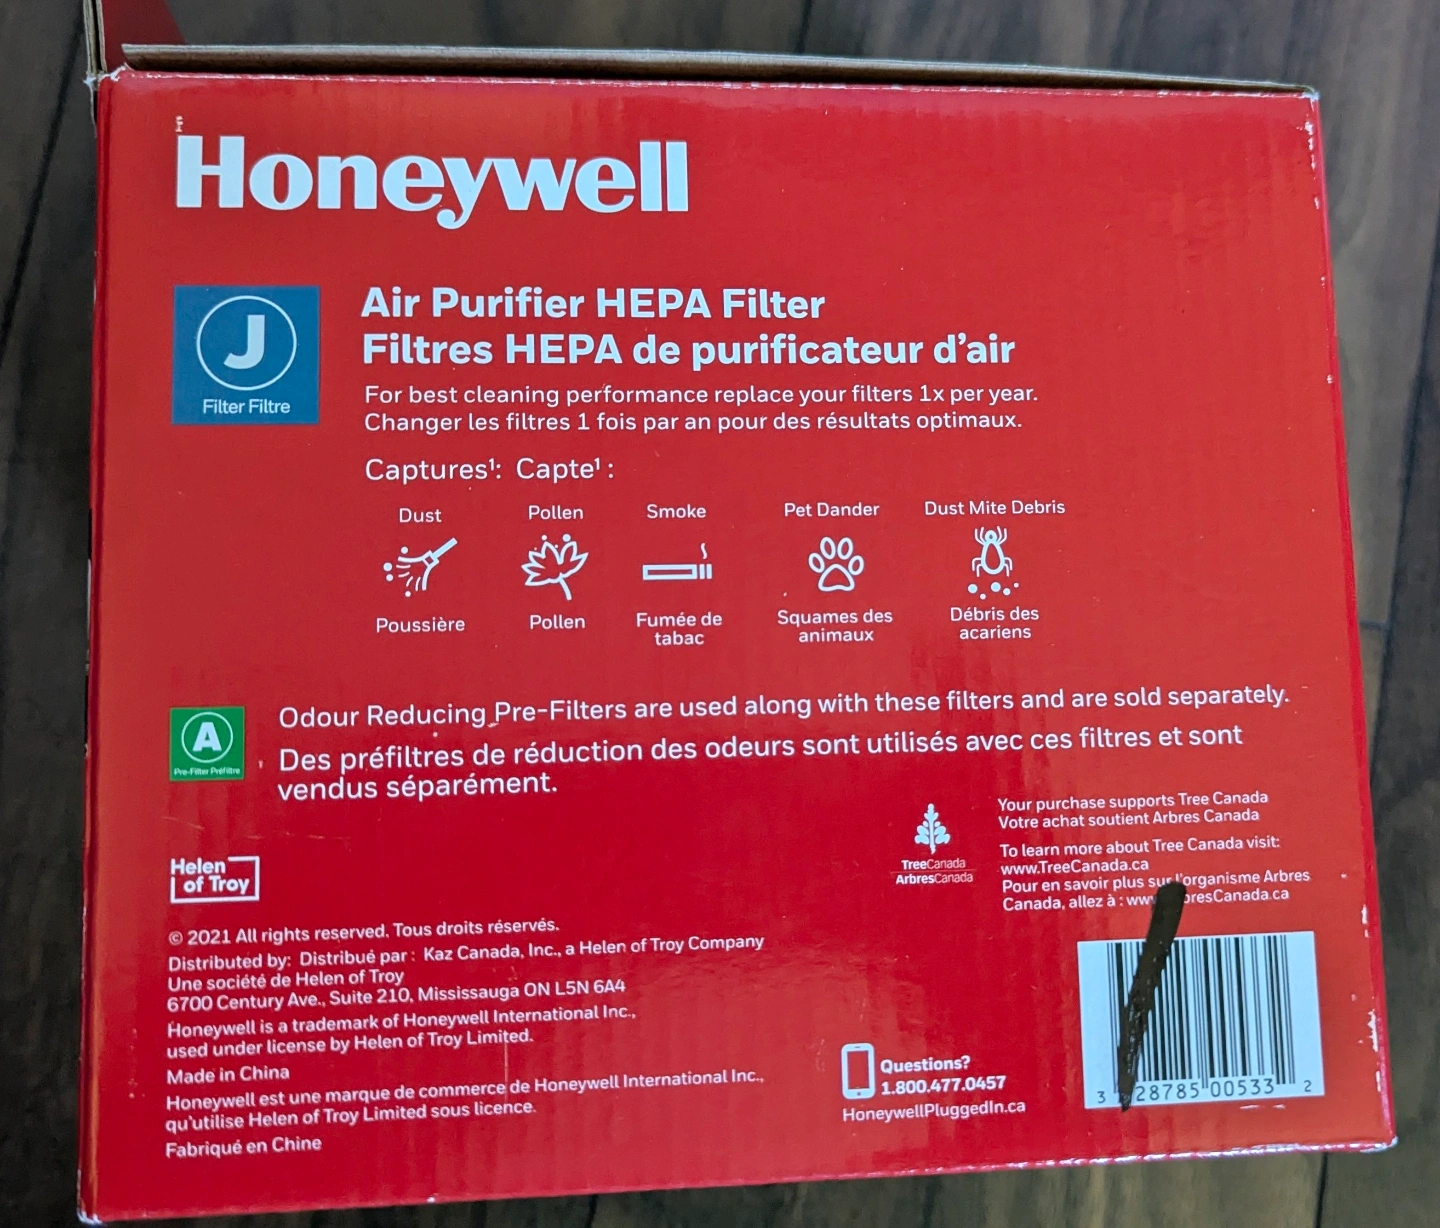 Honeywell
J
Filter Filtre
Air Purifier HEPA Filter
Filtres HEPA de purificateur d'air
For best cleaning performance replace your filters 1x per year.
Changer les filtres 1 fois par an pour des résultats optimaux.
Captures¹: Capte¹ :
Dust Pollen Smoke Pet Dander Dust Mite Debris
Poussière Pollen Fumée de tabac Squames des animaux Débris des acariens
A
Pre-Filter Préfiltre
Odour Reducing Pre-Filters are used along with these filters and are sold separately.
Des préfiltres de réduction des odeurs sont utilisés avec ces filtres et sont
vendus séparément.
TreeCanada
ArbresCanada
Your purchase supports Tree Canada
Votre achat soutient Arbres Canada
To learn more about Tree Canada visit:
www.TreeCanada.ca
Pour en savoir plus sur l'organisme Arbres
Canada, allez à :
Helen
of Troy
© 2021 All rights reserved. Tous droits réservés.
Distributed by: Distribué par : Kaz Canada, Inc., a Helen of Troy Company
Une société de Helen of Troy
6700 Century Ave., Suite 210, Mississauga ON L5N 6A4
Honeywell is a trademark of Honeywell International Inc.,
used under license by Helen of Troy Limited.
Made in China
Honeywell est une marque de commerce de Honeywell International Inc.,
qu'utilise Helen of Troy Limited sous licence.
Fabriqué en Chine
Questions?
1.800.477.0457
HoneywellPluggedIn.ca
3 28785 00533 2